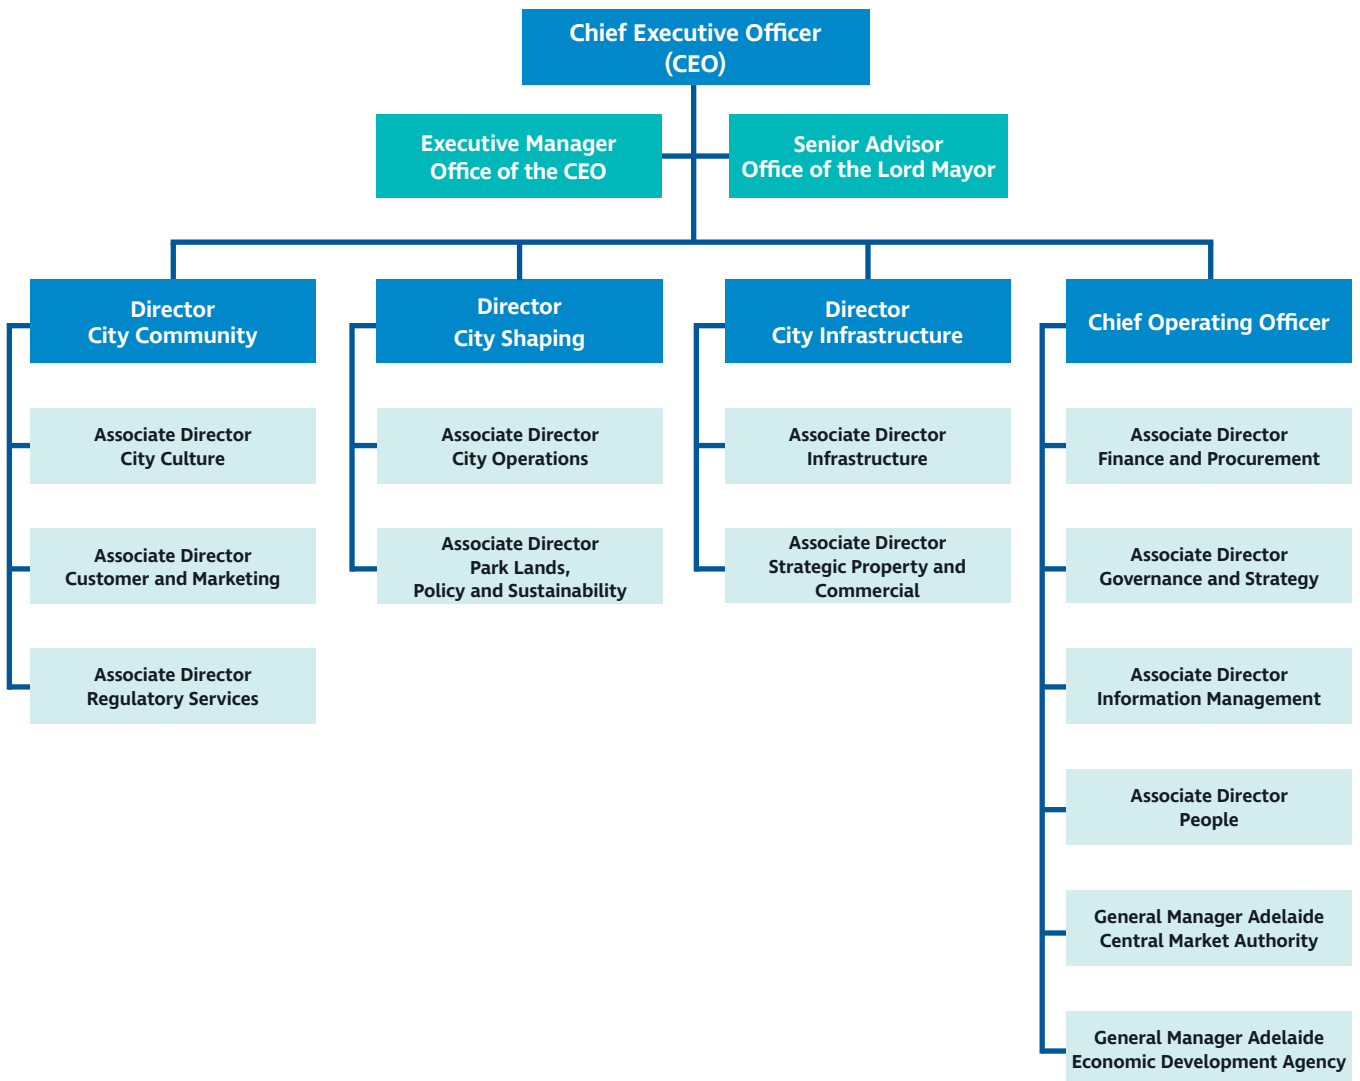 Chief Executive Officer
(CEO)
Executive Manager
Office of the CEO
Senior Advisor
Office of the Lord Mayor
Director
City Community
Director
City Shaping
Director
City Infrastructure
Chief Operating Officer
Associate Director
City Culture
Associate Director
City Operations
Associate Director
Infrastructure
Associate Director
Finance and Procurement
Associate Director
Customer and Marketing
Associate Director
Park Lands,
Policy and Sustainability
Associate Director
Strategic Property and
Commercial
Associate Director
Governance and Strategy
Associate Director
Regulatory Services
Associate Director
Information Management
Associate Director
People
General Manager Adelaide
Central Market Authority
General Manager Adelaide
Economic Development Agency